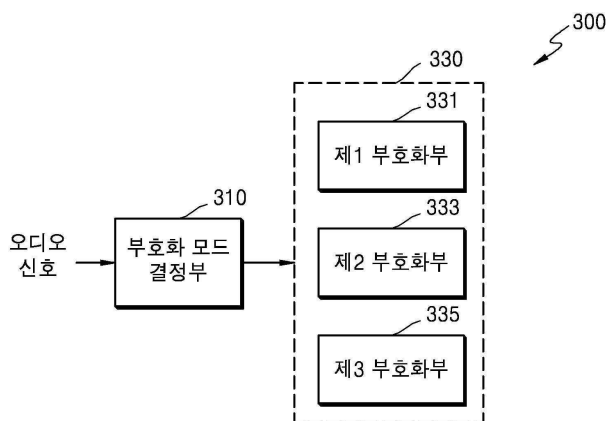 300
330
331
제1 부호화부
310
333
오디오
신호
부호화 모드
결정부
제2 부호화부
335
제3 부호화부